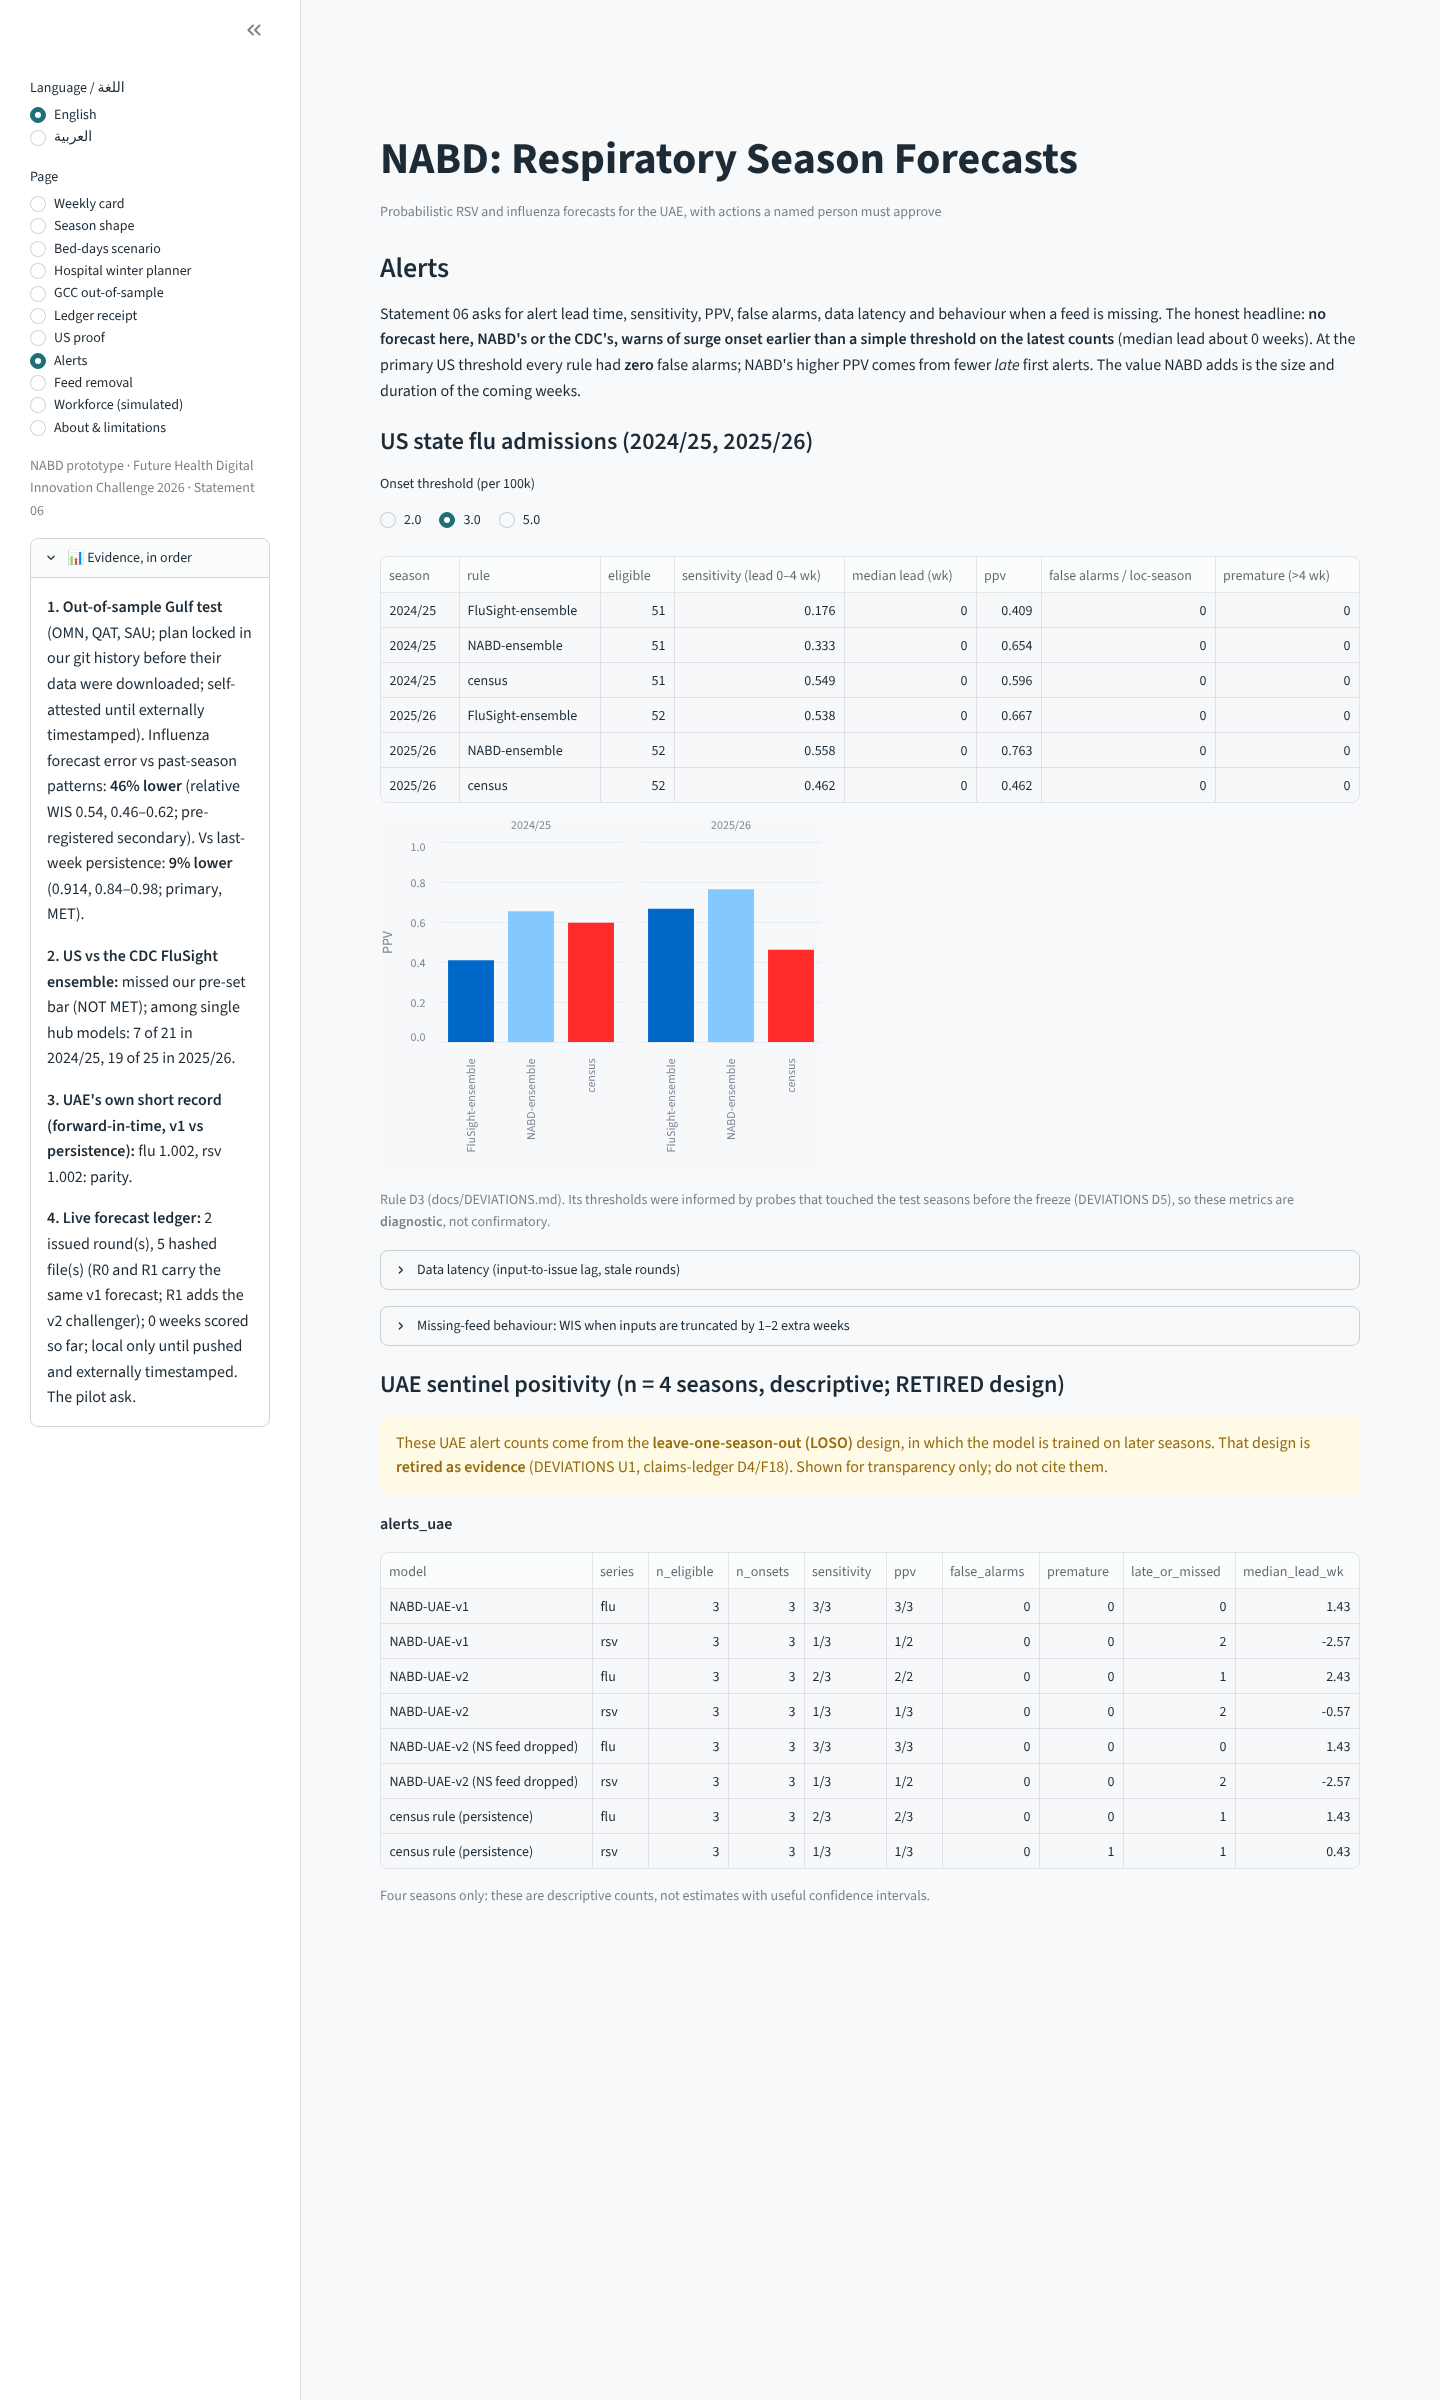 Language / اللغة
English
العربية
Page
Weekly card
Season shape
Bed-days scenario
Hospital winter planner
GCC out-of-sample
Ledger receipt
US proof
Alerts
Feed removal
Workforce (simulated)
About & limitations
NABD prototype · Future Health Digital
Innovation Challenge 2026 · Statement
06
📊 Evidence, in order
1. Out-of-sample Gulf test
(OMN, QAT, SAU; plan locked in
our git history before their
data were downloaded; self-
attested until externally
timestamped). Influenza
forecast error vs past-season
patterns: 46% lower (relative
WIS 0.54, 0.46–0.62; pre-
registered secondary). Vs last-
week persistence: 9% lower
(0.914, 0.84–0.98; primary,
MET).
2. US vs the CDC FluSight
ensemble: missed our pre-set
bar (NOT MET); among single
hub models: 7 of 21 in
2024/25, 19 of 25 in 2025/26.
3. UAE's own short record
(forward-in-time, v1 vs
persistence): flu 1.002, rsv
1.002: parity.
4. Live forecast ledger: 2
issued round(s), 5 hashed
file(s) (R0 and R1 carry the
same v1 forecast; R1 adds the
v2 challenger); 0 weeks scored
so far; local only until pushed
and externally timestamped.
The pilot ask.
NABD: Respiratory Season Forecasts
Probabilistic RSV and influenza forecasts for the UAE, with actions a named person must approve
Alerts
Statement 06 asks for alert lead time, sensitivity, PPV, false alarms, data latency and behaviour when a feed is missing. The honest headline: no
forecast here, NABD's or the CDC's, warns of surge onset earlier than a simple threshold on the latest counts (median lead about 0 weeks). At the
primary US threshold every rule had zero false alarms; NABD's higher PPV comes from fewer late first alerts. The value NABD adds is the size and
duration of the coming weeks.
US state flu admissions (2024/25, 2025/26)
Onset threshold (per 100k)
2.0 3.0 5.0
season rule eligible sensitivity (lead 0–4 wk) median lead (wk) ppv false alarms / loc-season premature (>4 wk)
2024/25 FluSight-ensemble 51 0.176 0 0.409 0 0
2024/25 NABD-ensemble 51 0.333 0 0.654 0 0
2024/25 census 51 0.549 0 0.596 0 0
2025/26 FluSight-ensemble 52 0.538 0 0.667 0 0
2025/26 NABD-ensemble 52 0.558 0 0.763 0 0
2025/26 census 52 0.462 0 0.462 0 0
2024/25 2025/26
1.0
0.8
0.6
0.4
0.2
0.0
PPV
FluSight-ensemble NABD-ensemble census FluSight-ensemble NABD-ensemble census
Rule D3 (docs/DEVIATIONS.md). Its thresholds were informed by probes that touched the test seasons before the freeze (DEVIATIONS D5), so these metrics are
diagnostic, not confirmatory.
Data latency (input-to-issue lag, stale rounds)
Missing-feed behaviour: WIS when inputs are truncated by 1–2 extra weeks
UAE sentinel positivity (n = 4 seasons, descriptive; RETIRED design)
These UAE alert counts come from the leave-one-season-out (LOSO) design, in which the model is trained on later seasons. That design is
retired as evidence (DEVIATIONS U1, claims-ledger D4/F18). Shown for transparency only; do not cite them.
alerts_uae
model series n_eligible n_onsets sensitivity ppv false_alarms premature late_or_missed median_lead_wk
NABD-UAE-v1 flu 3 3 3/3 3/3 0 0 0 1.43
NABD-UAE-v1 rsv 3 3 1/3 1/2 0 0 2 -2.57
NABD-UAE-v2 flu 3 3 2/3 2/2 0 0 1 2.43
NABD-UAE-v2 rsv 3 3 1/3 1/3 0 0 2 -0.57
NABD-UAE-v2 (NS feed dropped) flu 3 3 3/3 3/3 0 0 0 1.43
NABD-UAE-v2 (NS feed dropped) rsv 3 3 1/3 1/2 0 0 2 -2.57
census rule (persistence) flu 3 3 2/3 2/3 0 0 1 1.43
census rule (persistence) rsv 3 3 1/3 1/3 0 1 1 0.43
Four seasons only: these are descriptive counts, not estimates with useful confidence intervals.